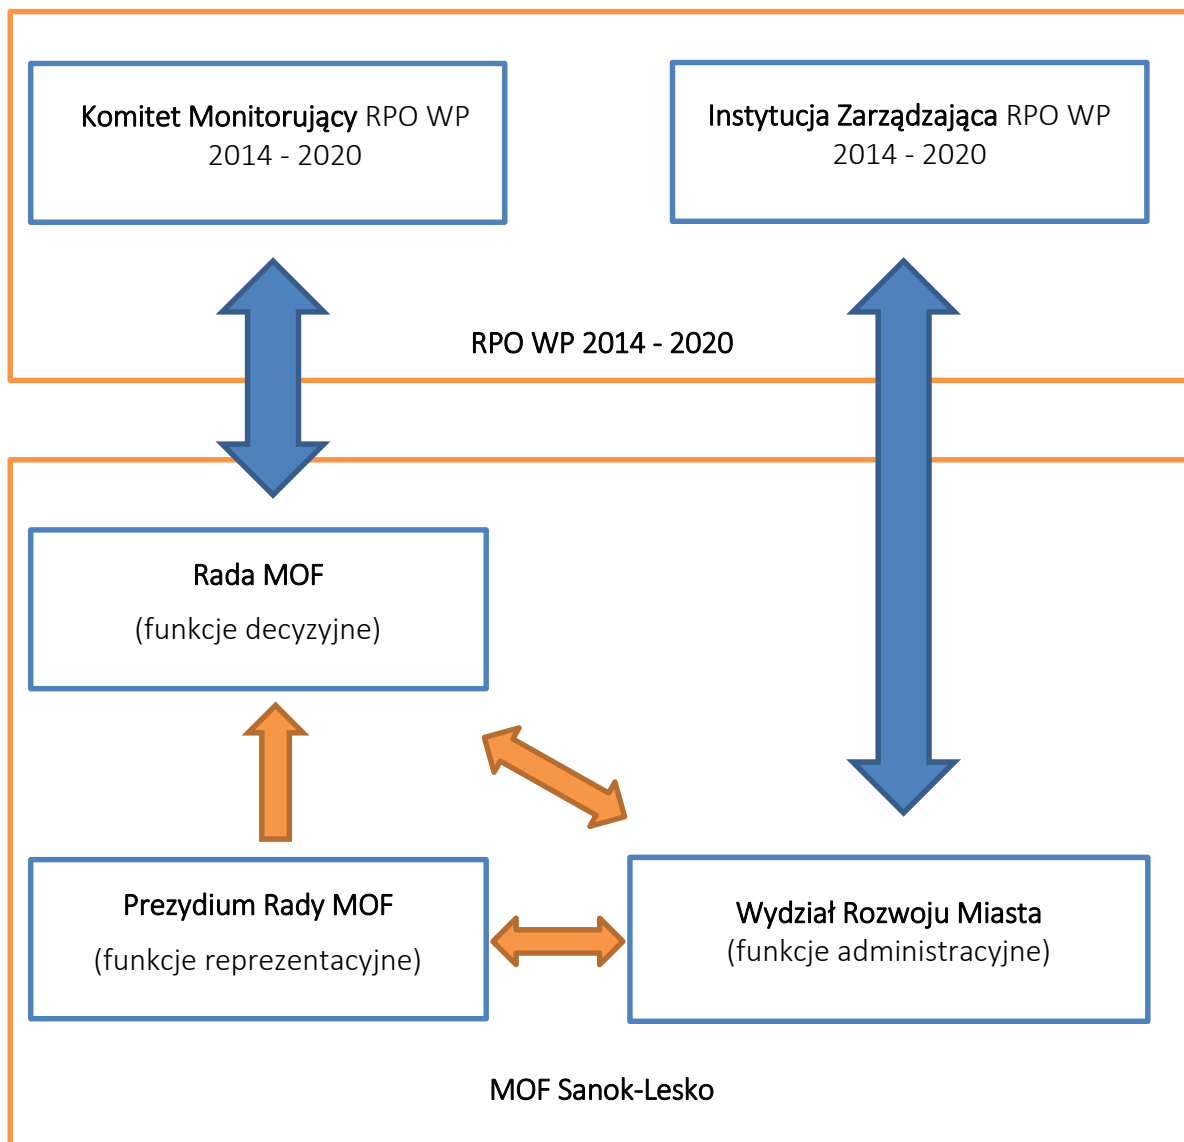 Komitet Monitorujący RPO WP
2014 - 2020
Instytucja Zarządzająca RPO WP
2014 - 2020
RPO WP 2014 - 2020
Rada MOF
(funkcje decyzyjne)
Prezydium Rady MOF
(funkcje reprezentacyjne)
Wydział Rozwoju Miasta
(funkcje administracyjne)
MOF Sanok-Lesko